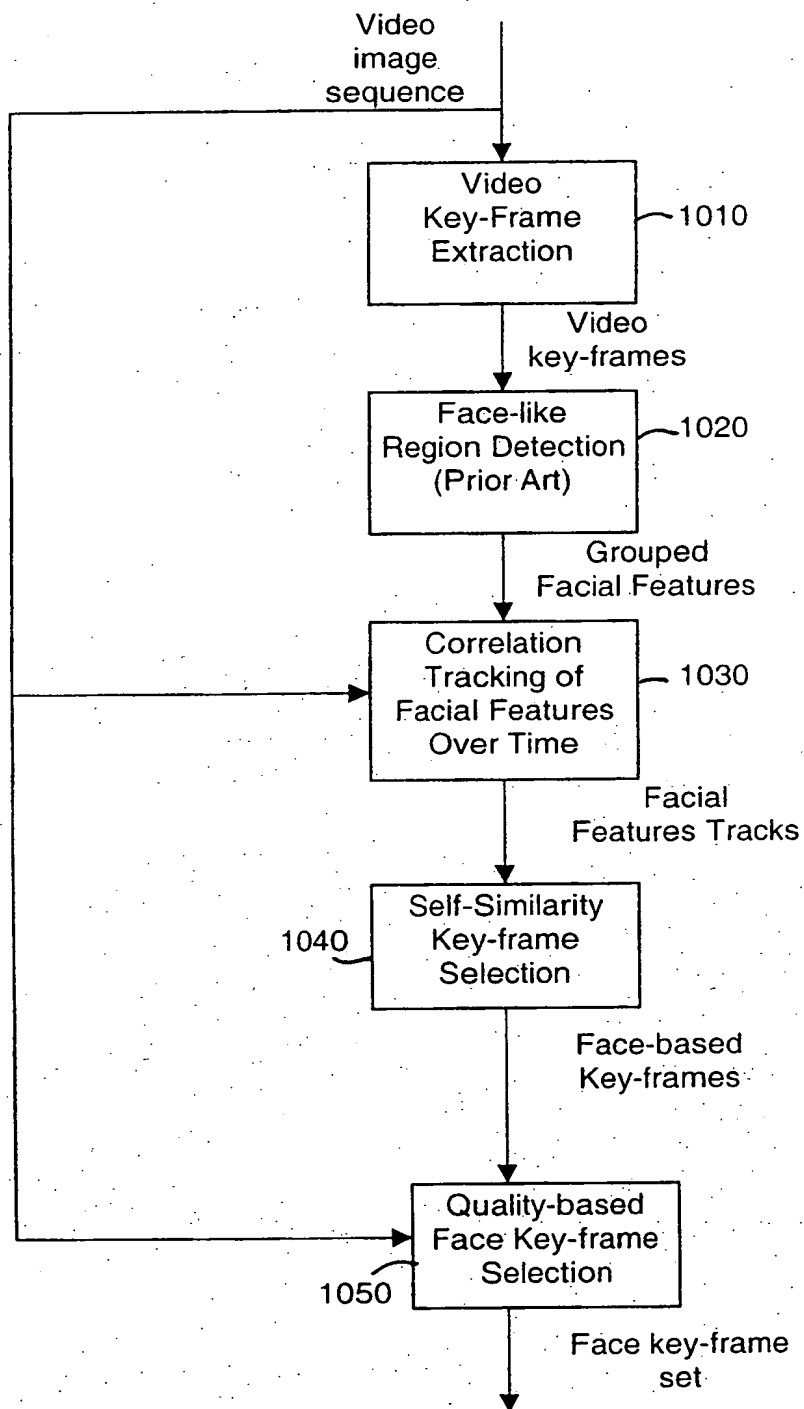 Video
image
sequence
Video
Key-Frame
Extraction
1010
Video
key-frames
Face-like
Region Detection
(Prior Art)
1020
Grouped
Facial Features
Correlation
Tracking of
Facial Features
Over Time
1030
Facial
Features Tracks
Self-Similarity
Key-frame
Selection
1040
Face-based
Key-frames
Quality-based
Face Key-frame
Selection
1050
Face key-frame
set